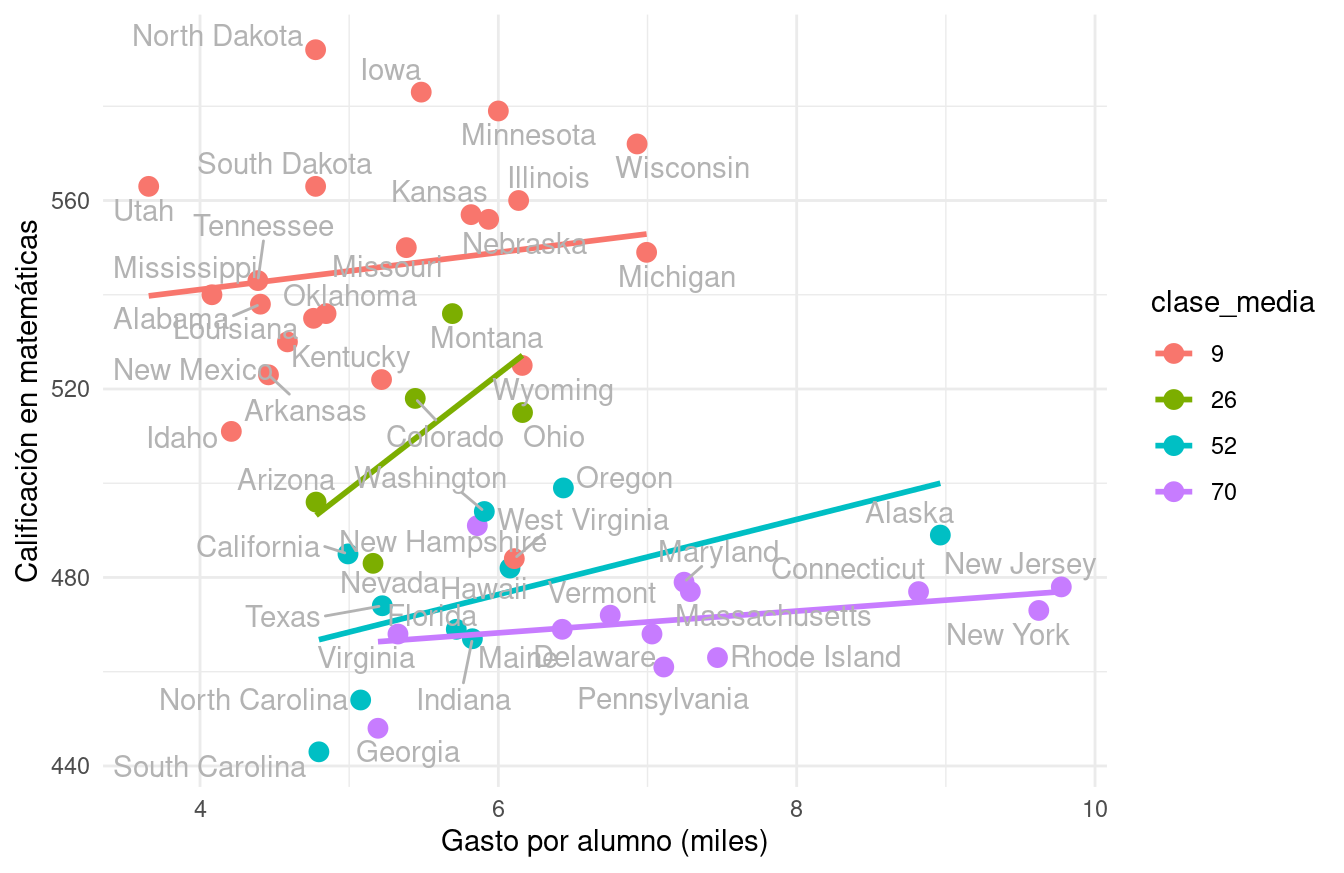 North Dakota
Iowa
Minnesota
Wisconsin
South Dakota
Illinois
Kansas
Utah
Tennessee
Nebraska
Mississippi
Missouri
Michigan
Oklahoma
Alabama
Louisiana
Montana
Kentucky
New Mexico
Wyoming
Arkansas
Idaho
Colorado
Ohio
Arizona
Washington
Oregon
West Virginia
Alaska
California
New Hampshire
Maryland
Connecticut
New Jersey
Nevada
Hawaii
Vermont
Texas
Florida
Massachusetts
New York
Virginia
Maine
Delaware
Rhode Island
North Carolina
Indiana
Pennsylvania
Georgia
South Carolina
560
520
480
440
4
6
8
10
Calificación en matemáticas
Gasto por alumno (miles)
clase_media
9
26
52
70